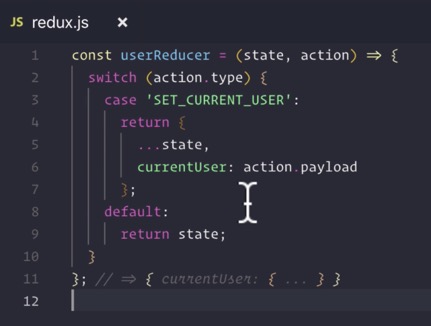 JS redux.js ×
1 const userReducer = (state, action) => {
2 switch (action.type) {
3 case 'SET_CURRENT_USER':
4 return {
5 ...state,
6 currentUser: action.payload
7 };
8 default:
9 return state;
10 }
11 }; // => { currentUser: { ... } }
12